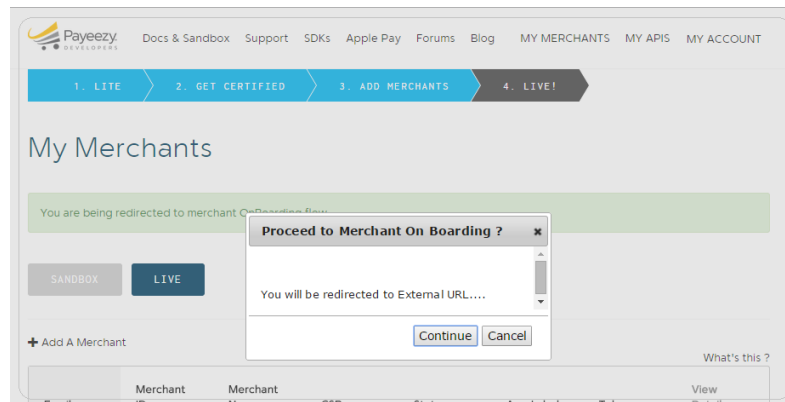 Payeezy
DEVELOPERS
Docs & Sandbox Support SDKs Apple Pay Forums Blog MY MERCHANTS MY APIS MY ACCOUNT
1. LITE 2. GET CERTIFIED 3. ADD MERCHANTS 4. LIVE!
My Merchants
You are being redirected to merchant OnBoarding flow
Proceed to Merchant On Boarding ?
SANDBOX LIVE
You will be redirected to External URL....
Continue Cancel
Add A Merchant
What's this ?
Merchant Merchant View